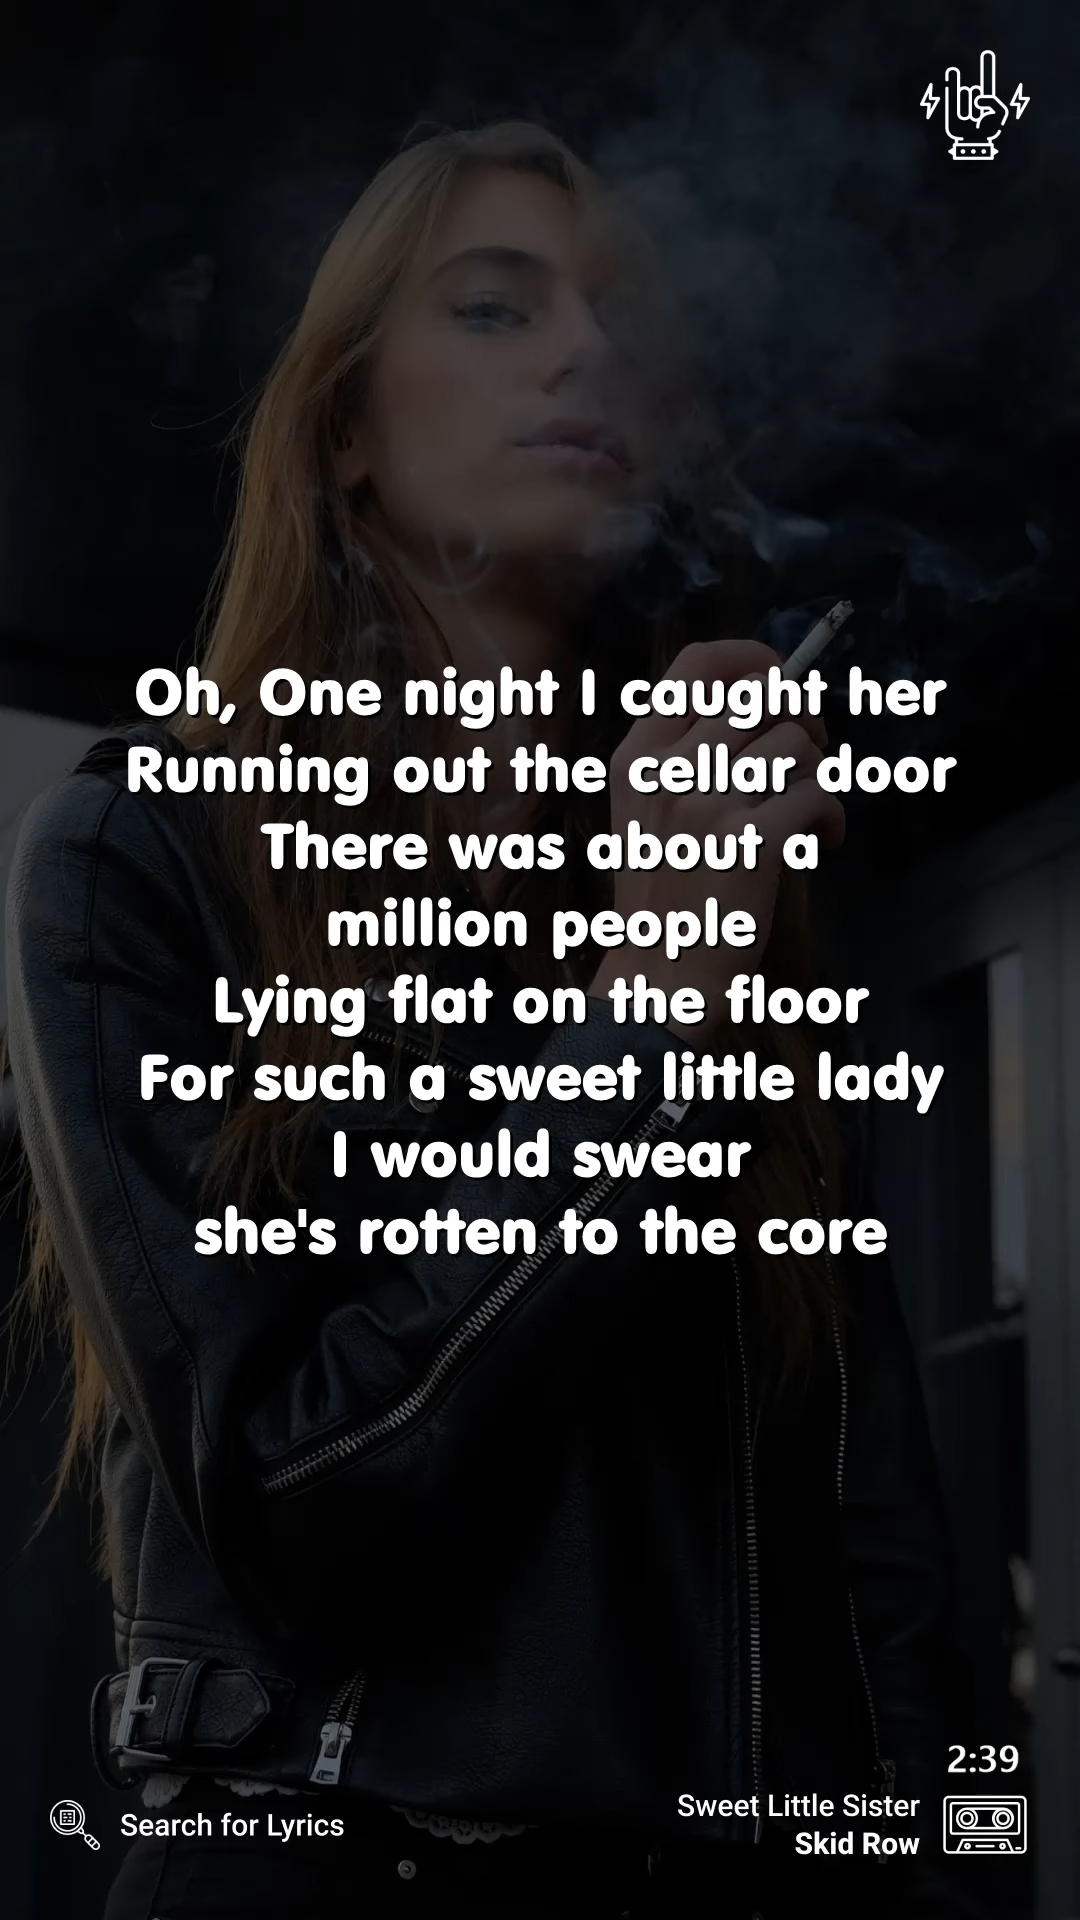 Oh, One night I caught her
Running out the cellar door
There was about a
million people
Lying flat on the floor
For such a sweet little lady
I would swear
she's rotten to the core
2:39
Sweet Little Sister
Skid Row
Search for Lyrics